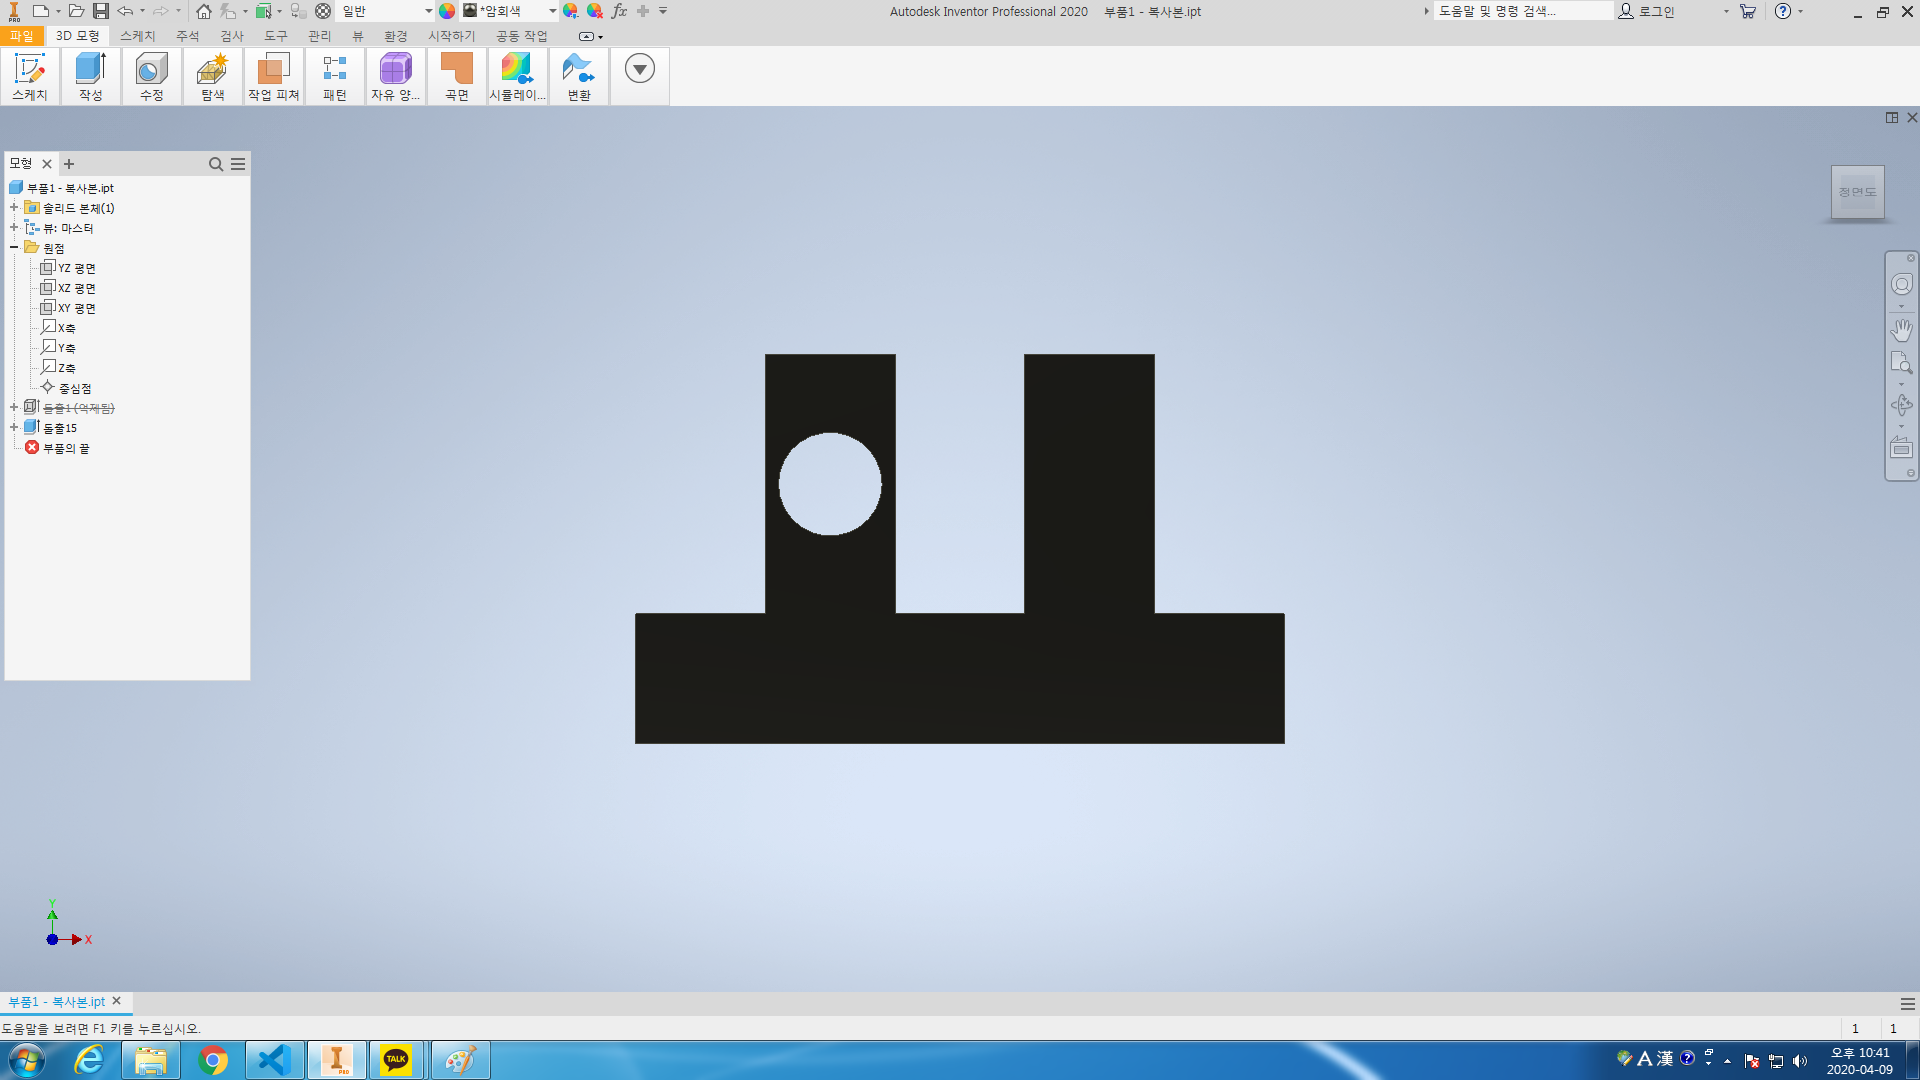 PRO 일반 *암회색 fx Autodesk Inventor Professional 2020 부품1 - 복사본.ipt 도움말 및 명령 검색... 로그인
파일 3D 모형 스케치 주석 검사 도구 관리 뷰 환경 시작하기 공동 작업
스케치 작성 수정 탐색 작업 피쳐 패턴 자유 양... 곡면 시뮬레이... 변환
모형
부품1 - 복사본.ipt
솔리드 본체(1)
뷰: 마스터
원점
YZ 평면
XZ 평면
XY 평면
X축
Y축
Z축
중심점
돌출1 (억제됨)
돌출15
부품의 끝
정면도
Y
X
부품1 - 복사본.ipt
도움말을 보려면 F1 키를 누르십시오. 1 1
PRO TALK A 漢 오후 10:41
2020-04-09